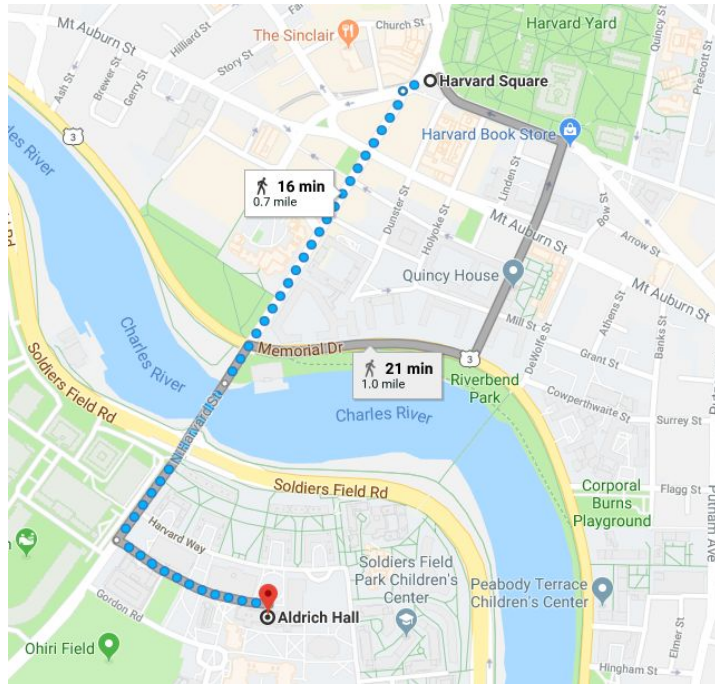 Church St
Harvard Yard
Mt Auburn St
Hilliard St
The Sinclair
Quincy St
Prescott St
Brewer St
Story St
Ash St
Gerry St
Harvard Square
3
Harvard Book Store
Charles River
16 min
0.7 mile
Linden St
Bow St
Dunster St
Holyoke St
Mt Auburn St
Arrow St
Quincy House
Mt Auburn St
Mill St
Athens St
Banks St
DeWolfe St
Memorial Dr
3
Grant St
Charles River
Soldiers Field Rd
21 min
1.0 mile
Riverbend
Park
Cowperthwaite St
Charles River
N Harvard St
Surrey St
Flagg St
Putnam Ave
Soldiers Field Rd
Corporal
Burns
Playground
Harvard Way
Soldiers Field
Park Children's
Center
Peabody Terrace
Children's Center
Gordon Rd
Aldrich Hall
Ohiri Field
Elmer St
Hingham St